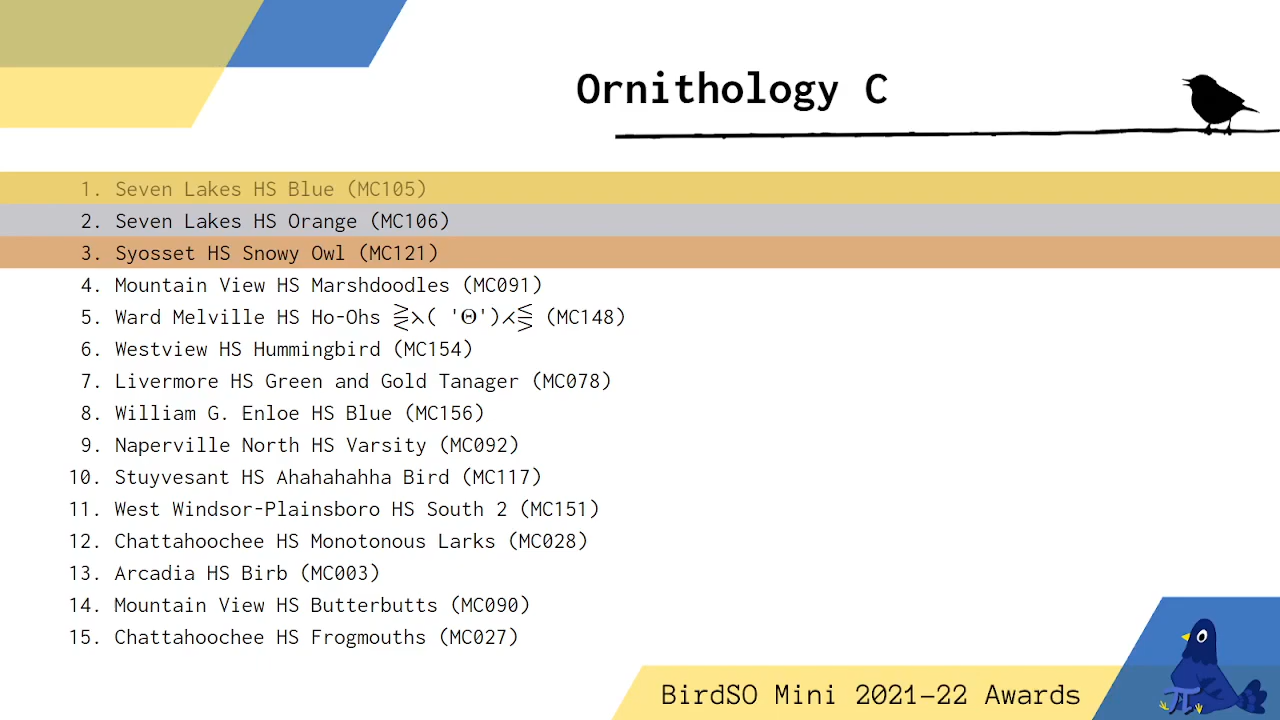 Ornithology C
1. Seven Lakes HS Blue (MC105)
2. Seven Lakes HS Orange (MC106)
3. Syosset HS Snowy Owl (MC121)
4. Mountain View HS Marshdoodles (MC091)
5. Ward Melville HS Ho-Ohs ⋛⋋( 'Θ')⋌⋚ (MC148)
6. Westview HS Hummingbird (MC154)
7. Livermore HS Green and Gold Tanager (MC078)
8. William G. Enloe HS Blue (MC156)
9. Naperville North HS Varsity (MC092)
10. Stuyvesant HS Ahahahahha Bird (MC117)
11. West Windsor-Plainsboro HS South 2 (MC151)
12. Chattahoochee HS Monotonous Larks (MC028)
13. Arcadia HS Birb (MC003)
14. Mountain View HS Butterbutts (MC090)
15. Chattahoochee HS Frogmouths (MC027)
BirdSO Mini 2021–22 Awards